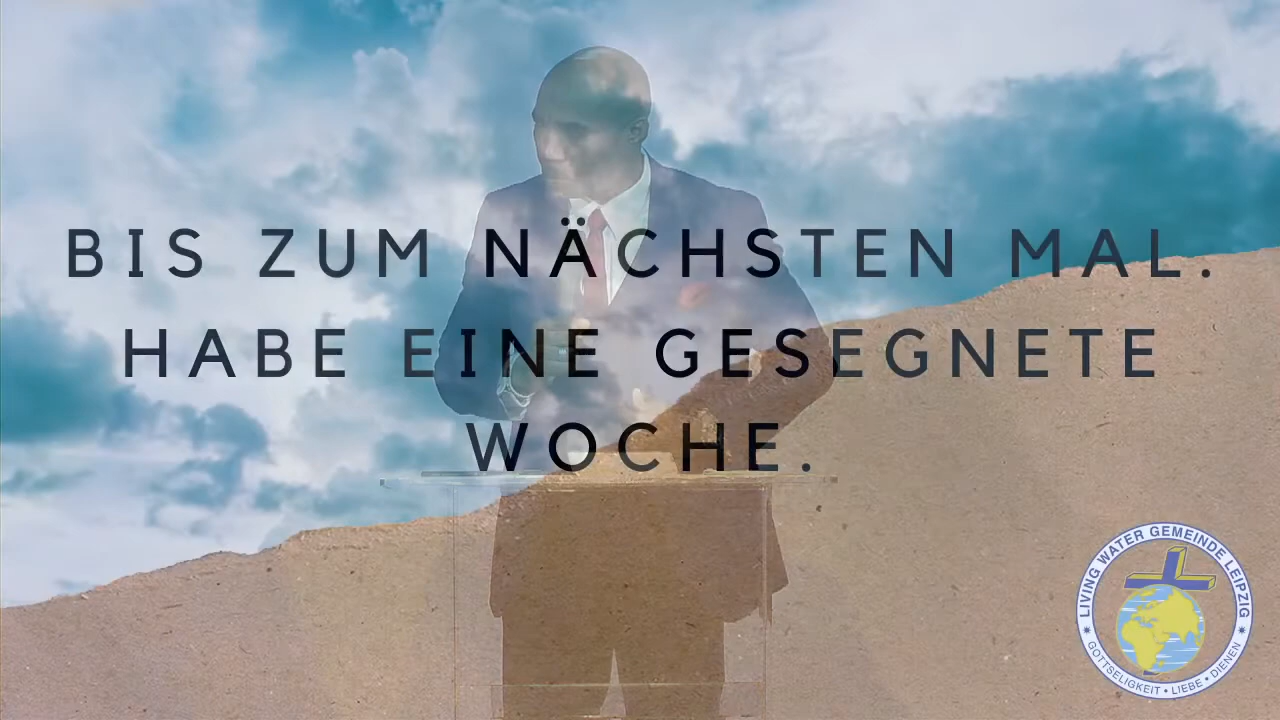 BIS ZUM NÄCHSTEN MAL.
HABE EINE GESEGNETE
WOCHE.
LIVING WATER GEMEINDE LEIPZIG
GOTTSELIGKEIT • LIEBE • DIENEN